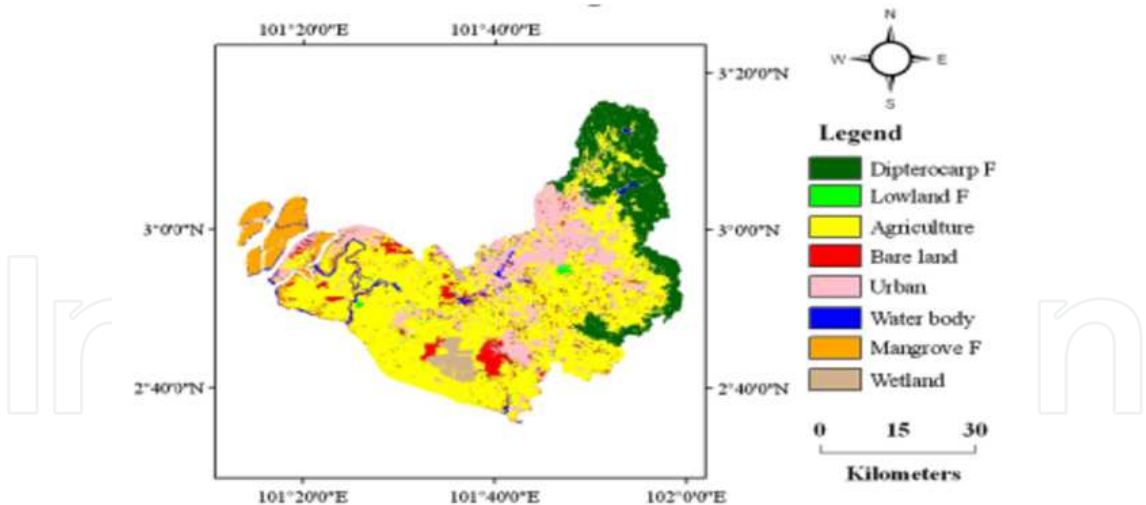 101°20'0"E 101°40'0"E
3°20'0"N
3°0'0"N 3°0'0"N
2°40'0"N 2°40'0"N
101°20'0"E 101°40'0"E 102°0'0"E
N
W E
S
Legend
Dipterocarp F
Lowland F
Agriculture
Bare land
Urban
Water body
Mangrove F
Wetland
0 15 30
Kilometers